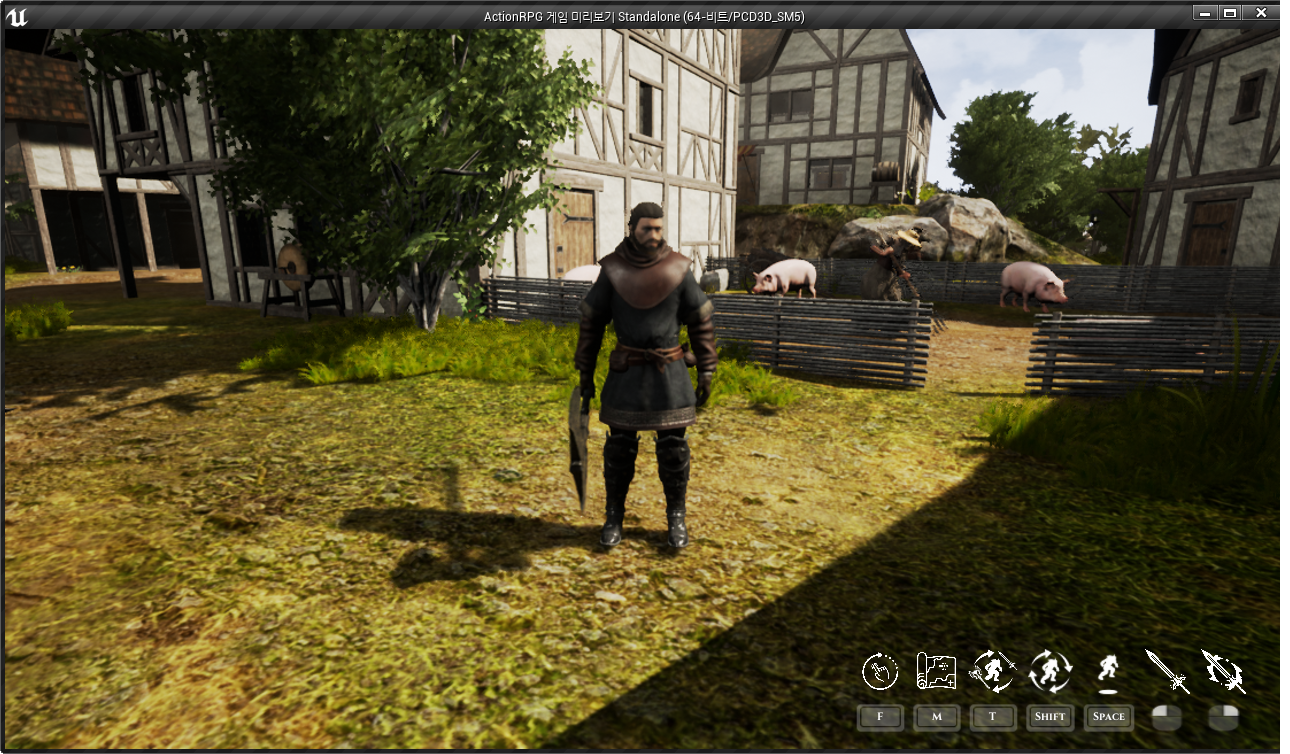 ActionRPG 게임 미리보기 Standalone (64-비트/PCD3D_SM5)
F M T SHIFT SPACE